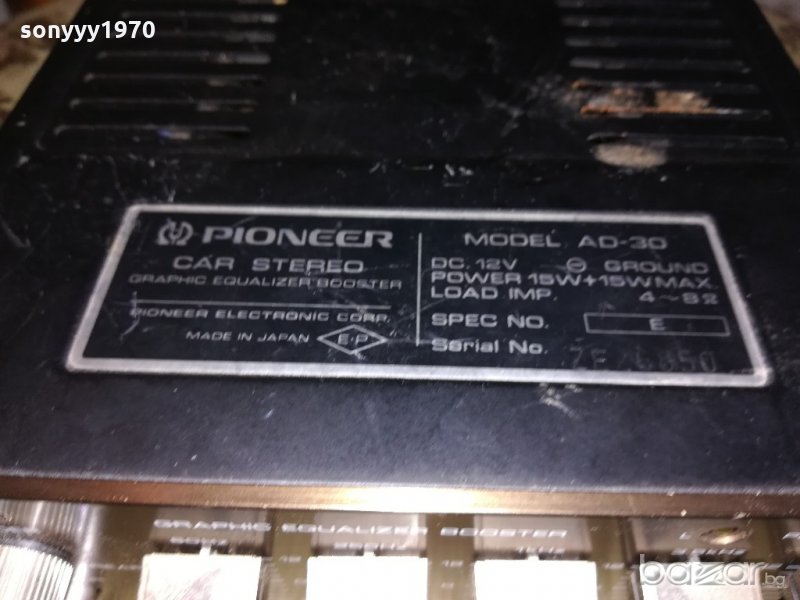 sonyyy1970
PIONEER
CAR STEREO
GRAPHIC EQUALIZER BOOSTER
PIONEER ELECTRONIC CORP.
MADE IN JAPAN E·P
MODEL AD-30
DC. 12V ⊖ GROUND
POWER 15W+15W MAX.
LOAD IMP. 4~8Ω
SPEC NO. E
Serial No.
GRAPHIC EQUALIZER BOOSTER
bazar.bg